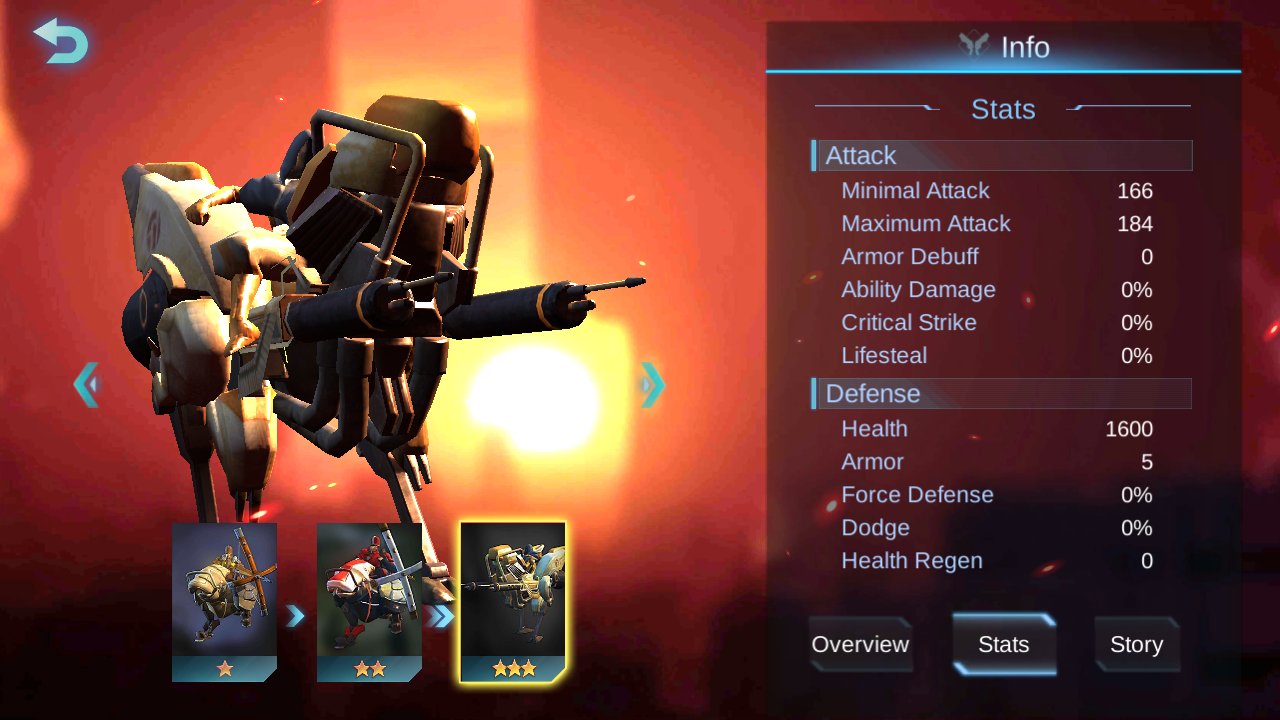 Info
Stats
Attack
Minimal Attack 166
Maximum Attack 184
Armor Debuff 0
Ability Damage 0%
Critical Strike 0%
Lifesteal 0%
Defense
Health 1600
Armor 5
Force Defense 0%
Dodge 0%
Health Regen 0
Overview Stats Story